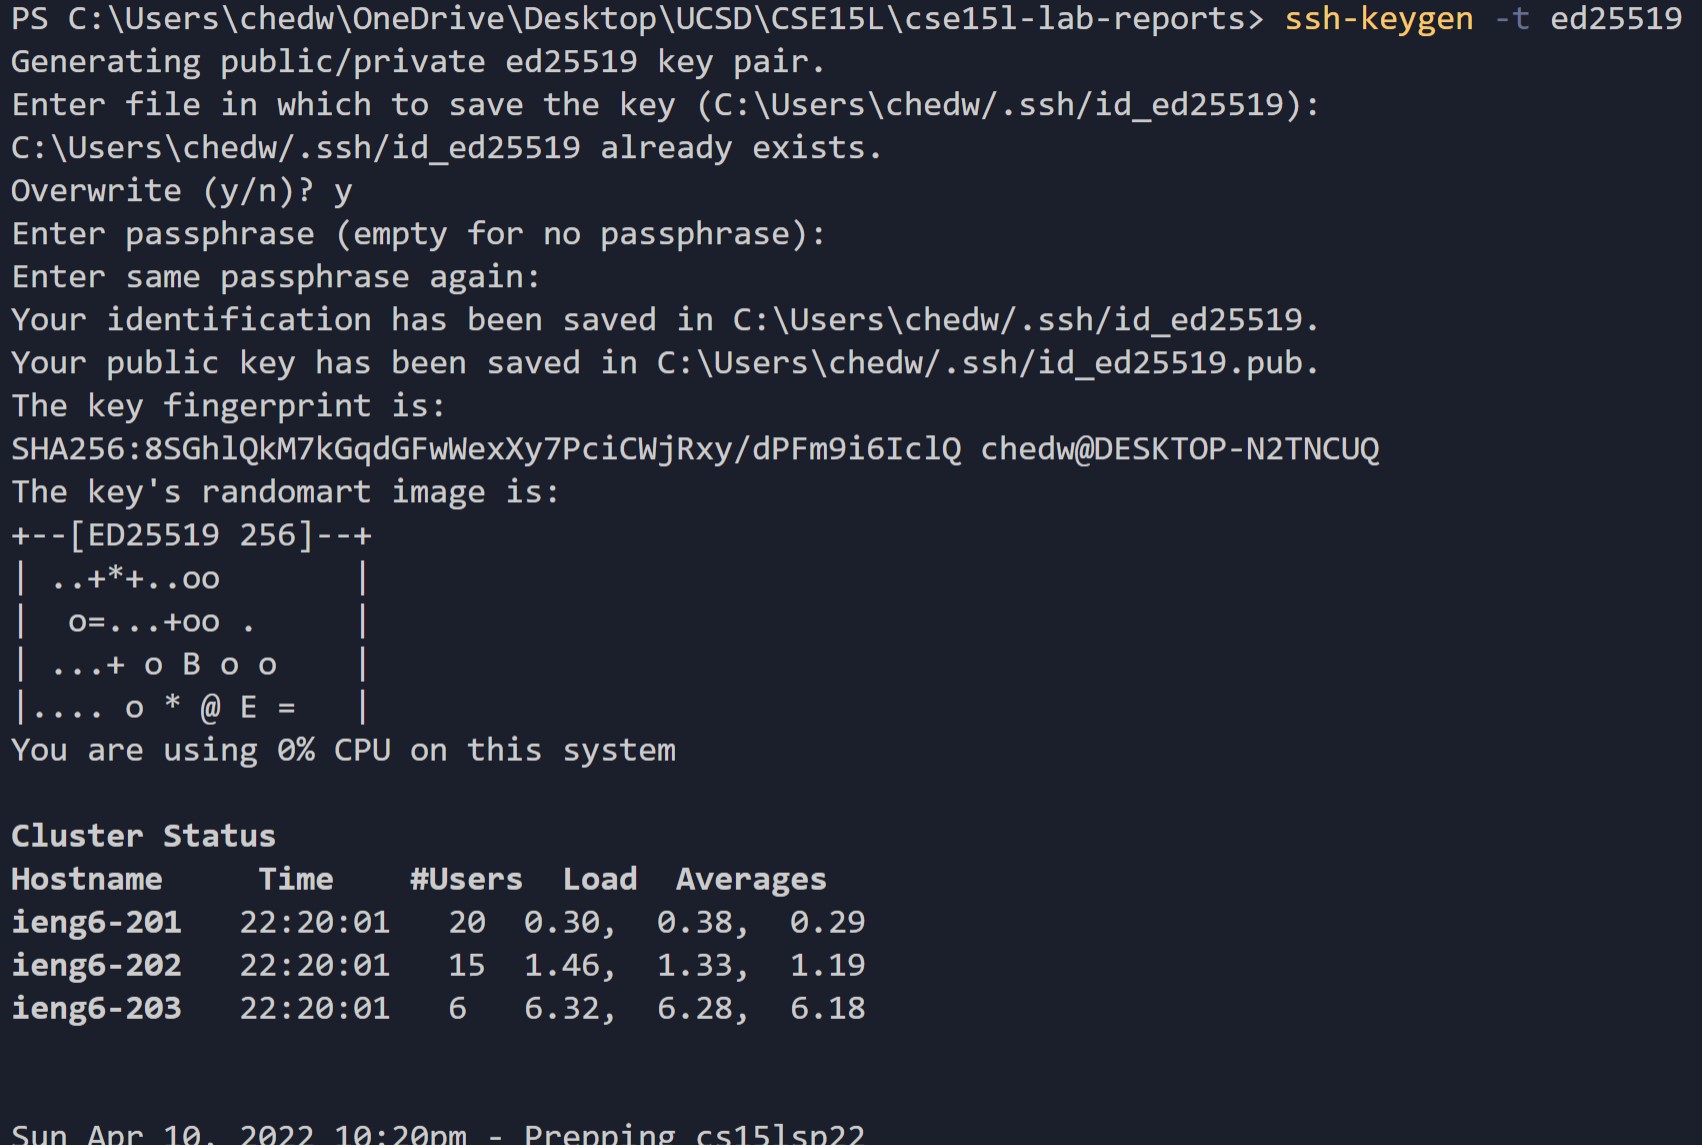 PS C:\Users\chedw\OneDrive\Desktop\UCSD\CSE15L\cse15l-lab-reports> ssh-keygen -t ed25519
Generating public/private ed25519 key pair.
Enter file in which to save the key (C:\Users\chedw/.ssh/id_ed25519):
C:\Users\chedw/.ssh/id_ed25519 already exists.
Overwrite (y/n)? y
Enter passphrase (empty for no passphrase):
Enter same passphrase again:
Your identification has been saved in C:\Users\chedw/.ssh/id_ed25519.
Your public key has been saved in C:\Users\chedw/.ssh/id_ed25519.pub.
The key fingerprint is:
SHA256:8SGhlQkM7kGqdGFwWexXy7PciCWjRxy/dPFm9i6IclQ chedw@DESKTOP-N2TNCUQ
The key's randomart image is:
+--[ED25519 256]--+
| ..+*+..oo       |
|  o=...+oo .     |
| ...+ o B o o    |
|.... o * @ E =   |
You are using 0% CPU on this system
Cluster Status
Hostname     Time    #Users  Load  Averages
ieng6-201   22:20:01   20  0.30,  0.38,  0.29
ieng6-202   22:20:01   15  1.46,  1.33,  1.19
ieng6-203   22:20:01   6   6.32,  6.28,  6.18
Sun Apr 10, 2022 10:20pm - Prepping cs15lsp22